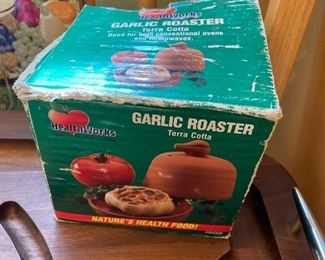 HealthWorks
GARLIC ROASTER
Terra Cotta
Good for both conventional ovens
and microwaves.
HealthWorks
GARLIC ROASTER
Terra Cotta
NATURE'S HEALTH FOOD!